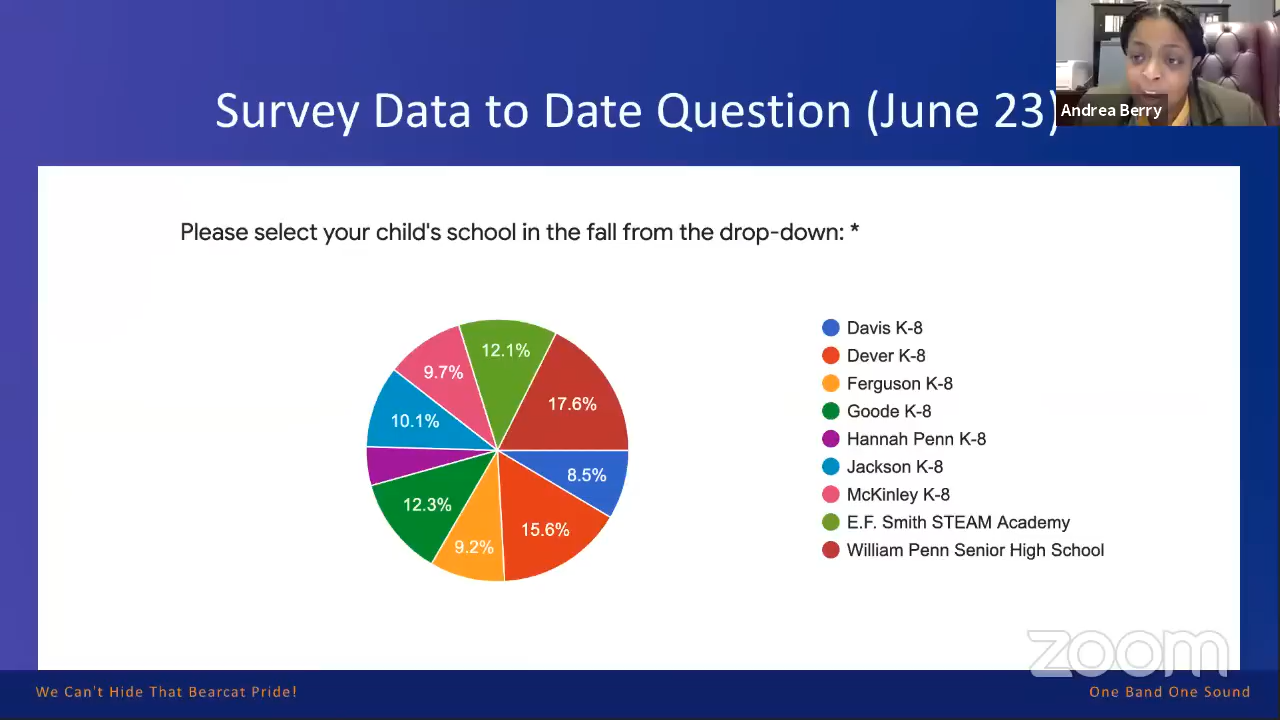 Survey Data to Date Question (June 23)
Andrea Berry
Please select your child's school in the fall from the drop-down: *
12.1%
9.7%
17.6%
10.1%
8.5%
12.3%
15.6%
9.2%
Davis K-8
Dever K-8
Ferguson K-8
Goode K-8
Hannah Penn K-8
Jackson K-8
McKinley K-8
E.F. Smith STEAM Academy
William Penn Senior High School
zoom
We Can't Hide That Bearcat Pride!
One Band One Sound